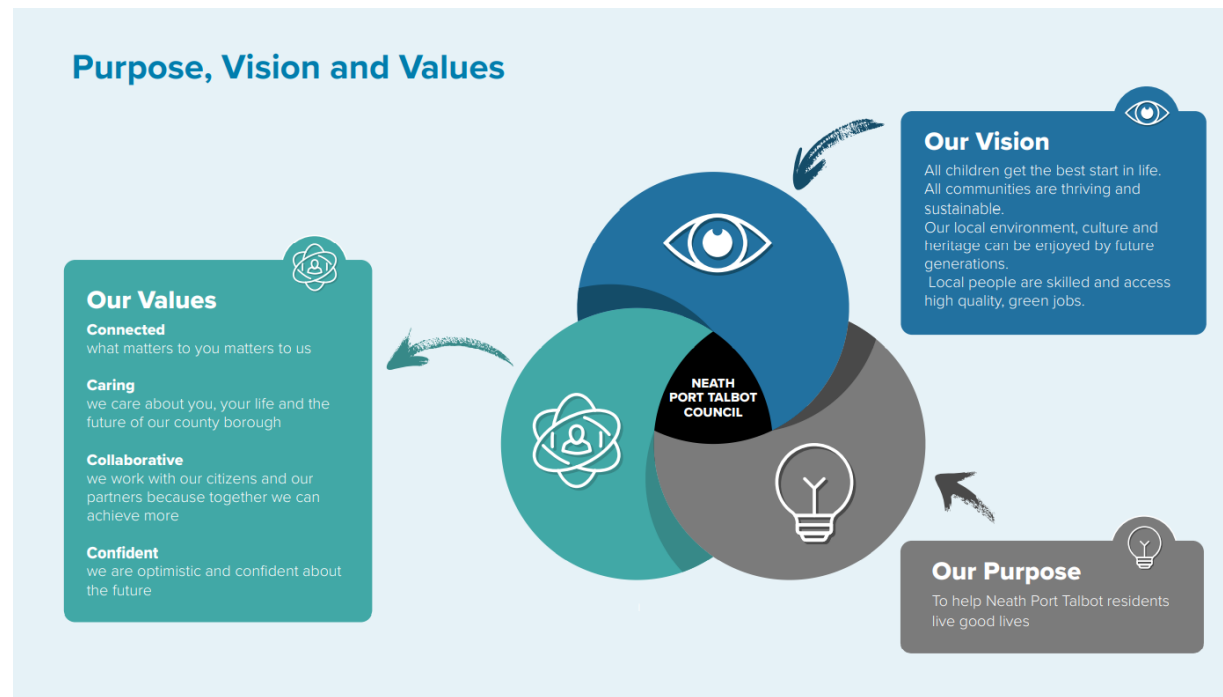 Purpose, Vision and Values
Our Vision
All children get the best start in life.
All communities are thriving and
sustainable.
Our local environment, culture and
heritage can be enjoyed by future
generations.
Local people are skilled and access
high quality, green jobs.
Our Values
Connected
what matters to you matters to us
Caring
we care about you, your life and the
future of our county borough
Collaborative
we work with our citizens and our
partners because together we can
achieve more
Confident
we are optimistic and confident about
the future
NEATH
PORT TALBOT
COUNCIL
Our Purpose
To help Neath Port Talbot residents
live good lives